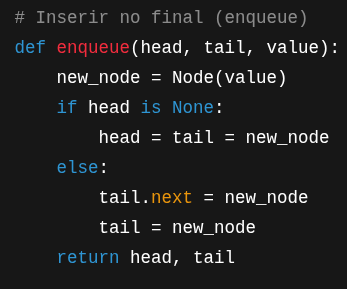 # Inserir no final (enqueue)
def enqueue(head, tail, value):
    new_node = Node(value)
    if head is None:
        head = tail = new_node
    else:
        tail.next = new_node
        tail = new_node
    return head, tail